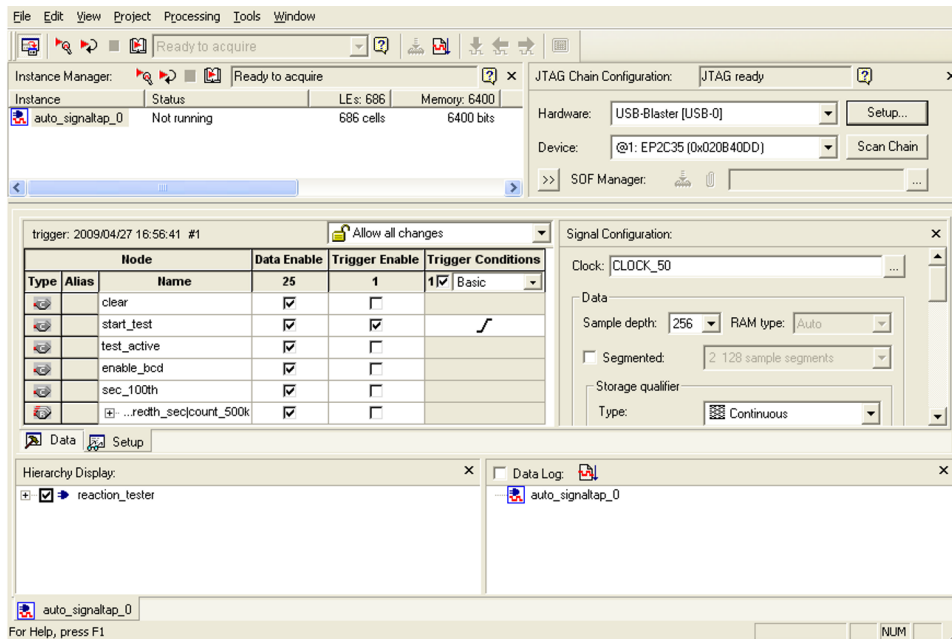 File Edit View Project Processing Tools Window
Ready to acquire
Instance Manager: Ready to acquire
Instance Status LEs: 686 Memory: 6400
auto_signaltap_0 Not running 686 cells 6400 bits
JTAG Chain Configuration: JTAG ready
Hardware: USB-Blaster [USB-0] Setup...
Device: @1: EP2C35 (0x020B40DD) Scan Chain
>> SOF Manager: ...
trigger: 2009/04/27 16:56:41 #1 Allow all changes
Node Data Enable Trigger Enable Trigger Conditions
Type Alias Name 25 1 1 Basic
clear
start_test
test_active
enable_bcd
sec_100th
...redth_sec|count_500k
Signal Configuration:
Clock: CLOCK_50 ...
Data
Sample depth: 256 RAM type: Auto
Segmented: 2 128 sample segments
Storage qualifier
Type: Continuous
Data Setup
Hierarchy Display:
reaction_tester
Data Log:
auto_signaltap_0
auto_signaltap_0
For Help, press F1 NUM